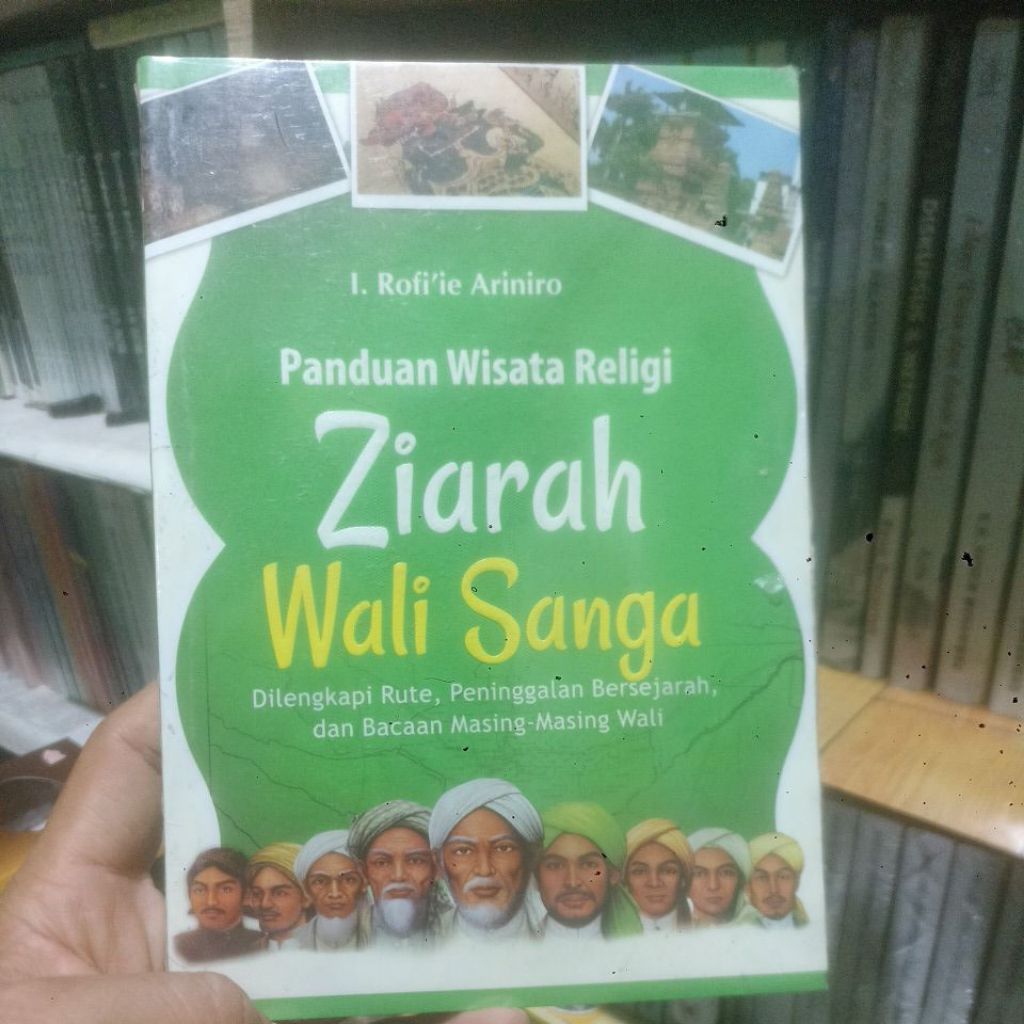 I. Rofi'ie Ariniro
Panduan Wisata Religi
Ziarah
Wali Sanga
Dilengkapi Rute, Peninggalan Bersejarah,
dan Bacaan Masing-Masing Wali